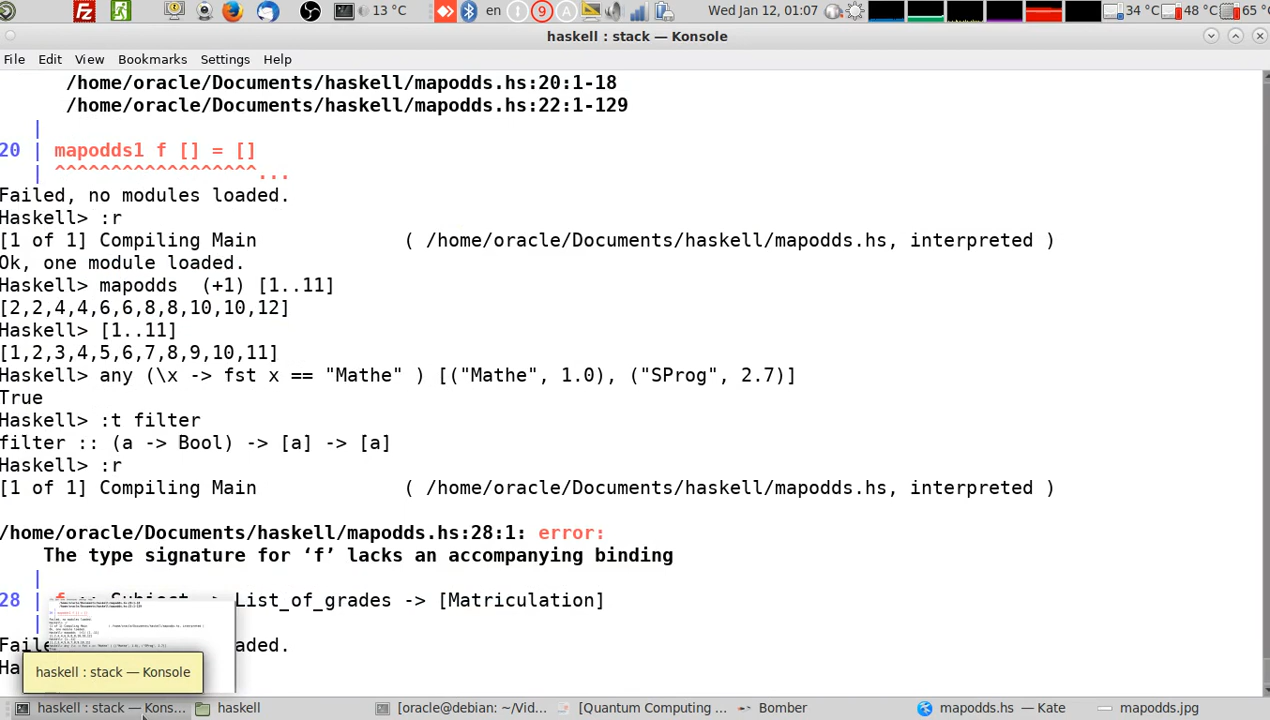 13 °C
en
9
A
Wed Jan 12, 01:07
34 °C
48 °C
65 °
haskell : stack — Konsole
File Edit View Bookmarks Settings Help
/home/oracle/Documents/haskell/mapodds.hs:20:1-18
/home/oracle/Documents/haskell/mapodds.hs:22:1-129
|
20 | mapodds1 f [] = []
| ^^^^^^^^^^^^^^^^^^...
Failed, no modules loaded.
Haskell> :r
[1 of 1] Compiling Main ( /home/oracle/Documents/haskell/mapodds.hs, interpreted )
Ok, one module loaded.
Haskell> mapodds (+1) [1..11]
[2,2,4,4,6,6,8,8,10,10,12]
Haskell> [1..11]
[1,2,3,4,5,6,7,8,9,10,11]
Haskell> any (\x -> fst x == "Mathe" ) [("Mathe", 1.0), ("SProg", 2.7)]
True
Haskell> :t filter
filter :: (a -> Bool) -> [a] -> [a]
Haskell> :r
[1 of 1] Compiling Main ( /home/oracle/Documents/haskell/mapodds.hs, interpreted )
/home/oracle/Documents/haskell/mapodds.hs:28:1: error:
The type signature for ‘f’ lacks an accompanying binding
|
28 | List_of_grades -> [Matriculation]
|
Faile aded.
Ha
haskell : stack — Konsole
haskell : stack — Kons...
haskell
[oracle@debian: ~/Vid...
[Quantum Computing ...
Bomber
mapodds.hs — Kate
mapodds.jpg